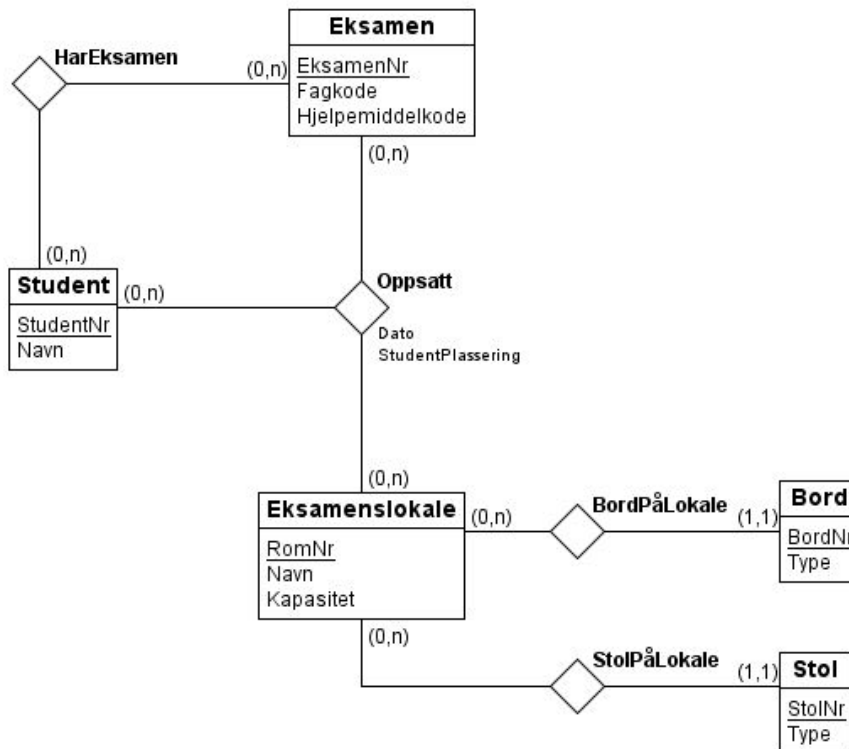 Eksamen
EksamenNr
Fagkode
Hjelpemiddelkode
HarEksamen
(0,n)
(0,n)
(0,n)
Student
StudentNr
Navn
(0,n)
Oppsatt
Dato
StudentPlassering
(0,n)
Eksamenslokale
RomNr
Navn
Kapasitet
(0,n)
BordPåLokale
(1,1)
Bord
BordNr
Type
(0,n)
StolPåLokale
(1,1)
Stol
StolNr
Type